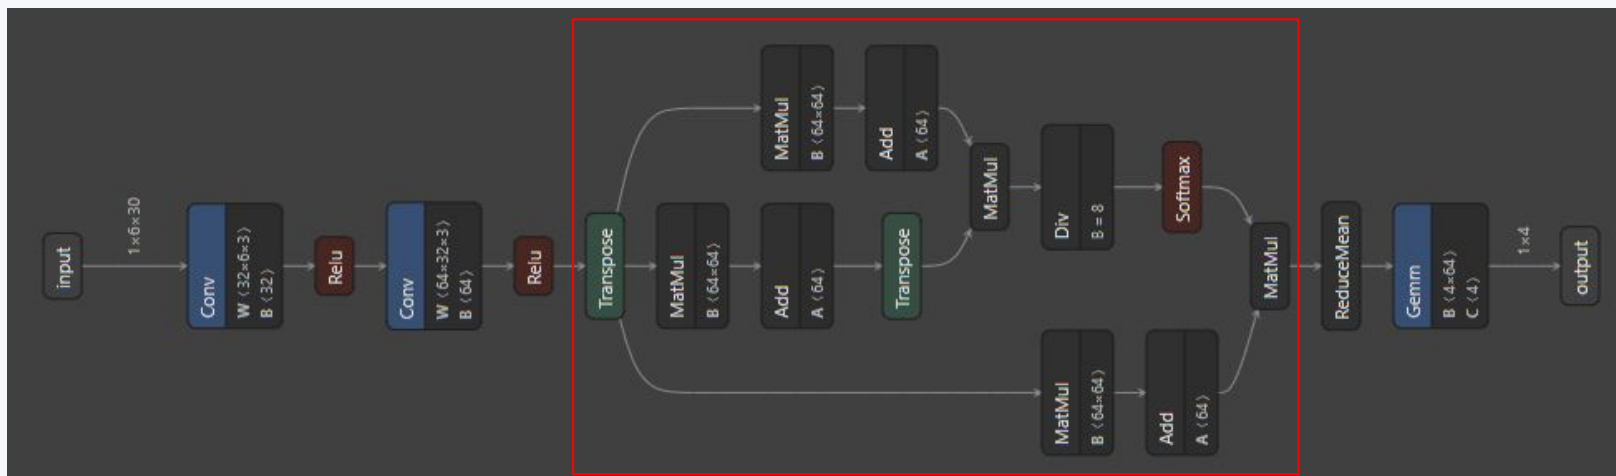 input
1×6×30
Conv
W ⟨32×6×3⟩
B ⟨32⟩
Relu
Conv
W ⟨64×32×3⟩
B ⟨64⟩
Relu
Transpose
MatMul
B ⟨64×64⟩
Add
A ⟨64⟩
MatMul
B ⟨64×64⟩
Add
A ⟨64⟩
Transpose
MatMul
Div
B = 8
Softmax
MatMul
B ⟨64×64⟩
Add
A ⟨64⟩
MatMul
ReduceMean
Gemm
B ⟨4×64⟩
C ⟨4⟩
1×4
output